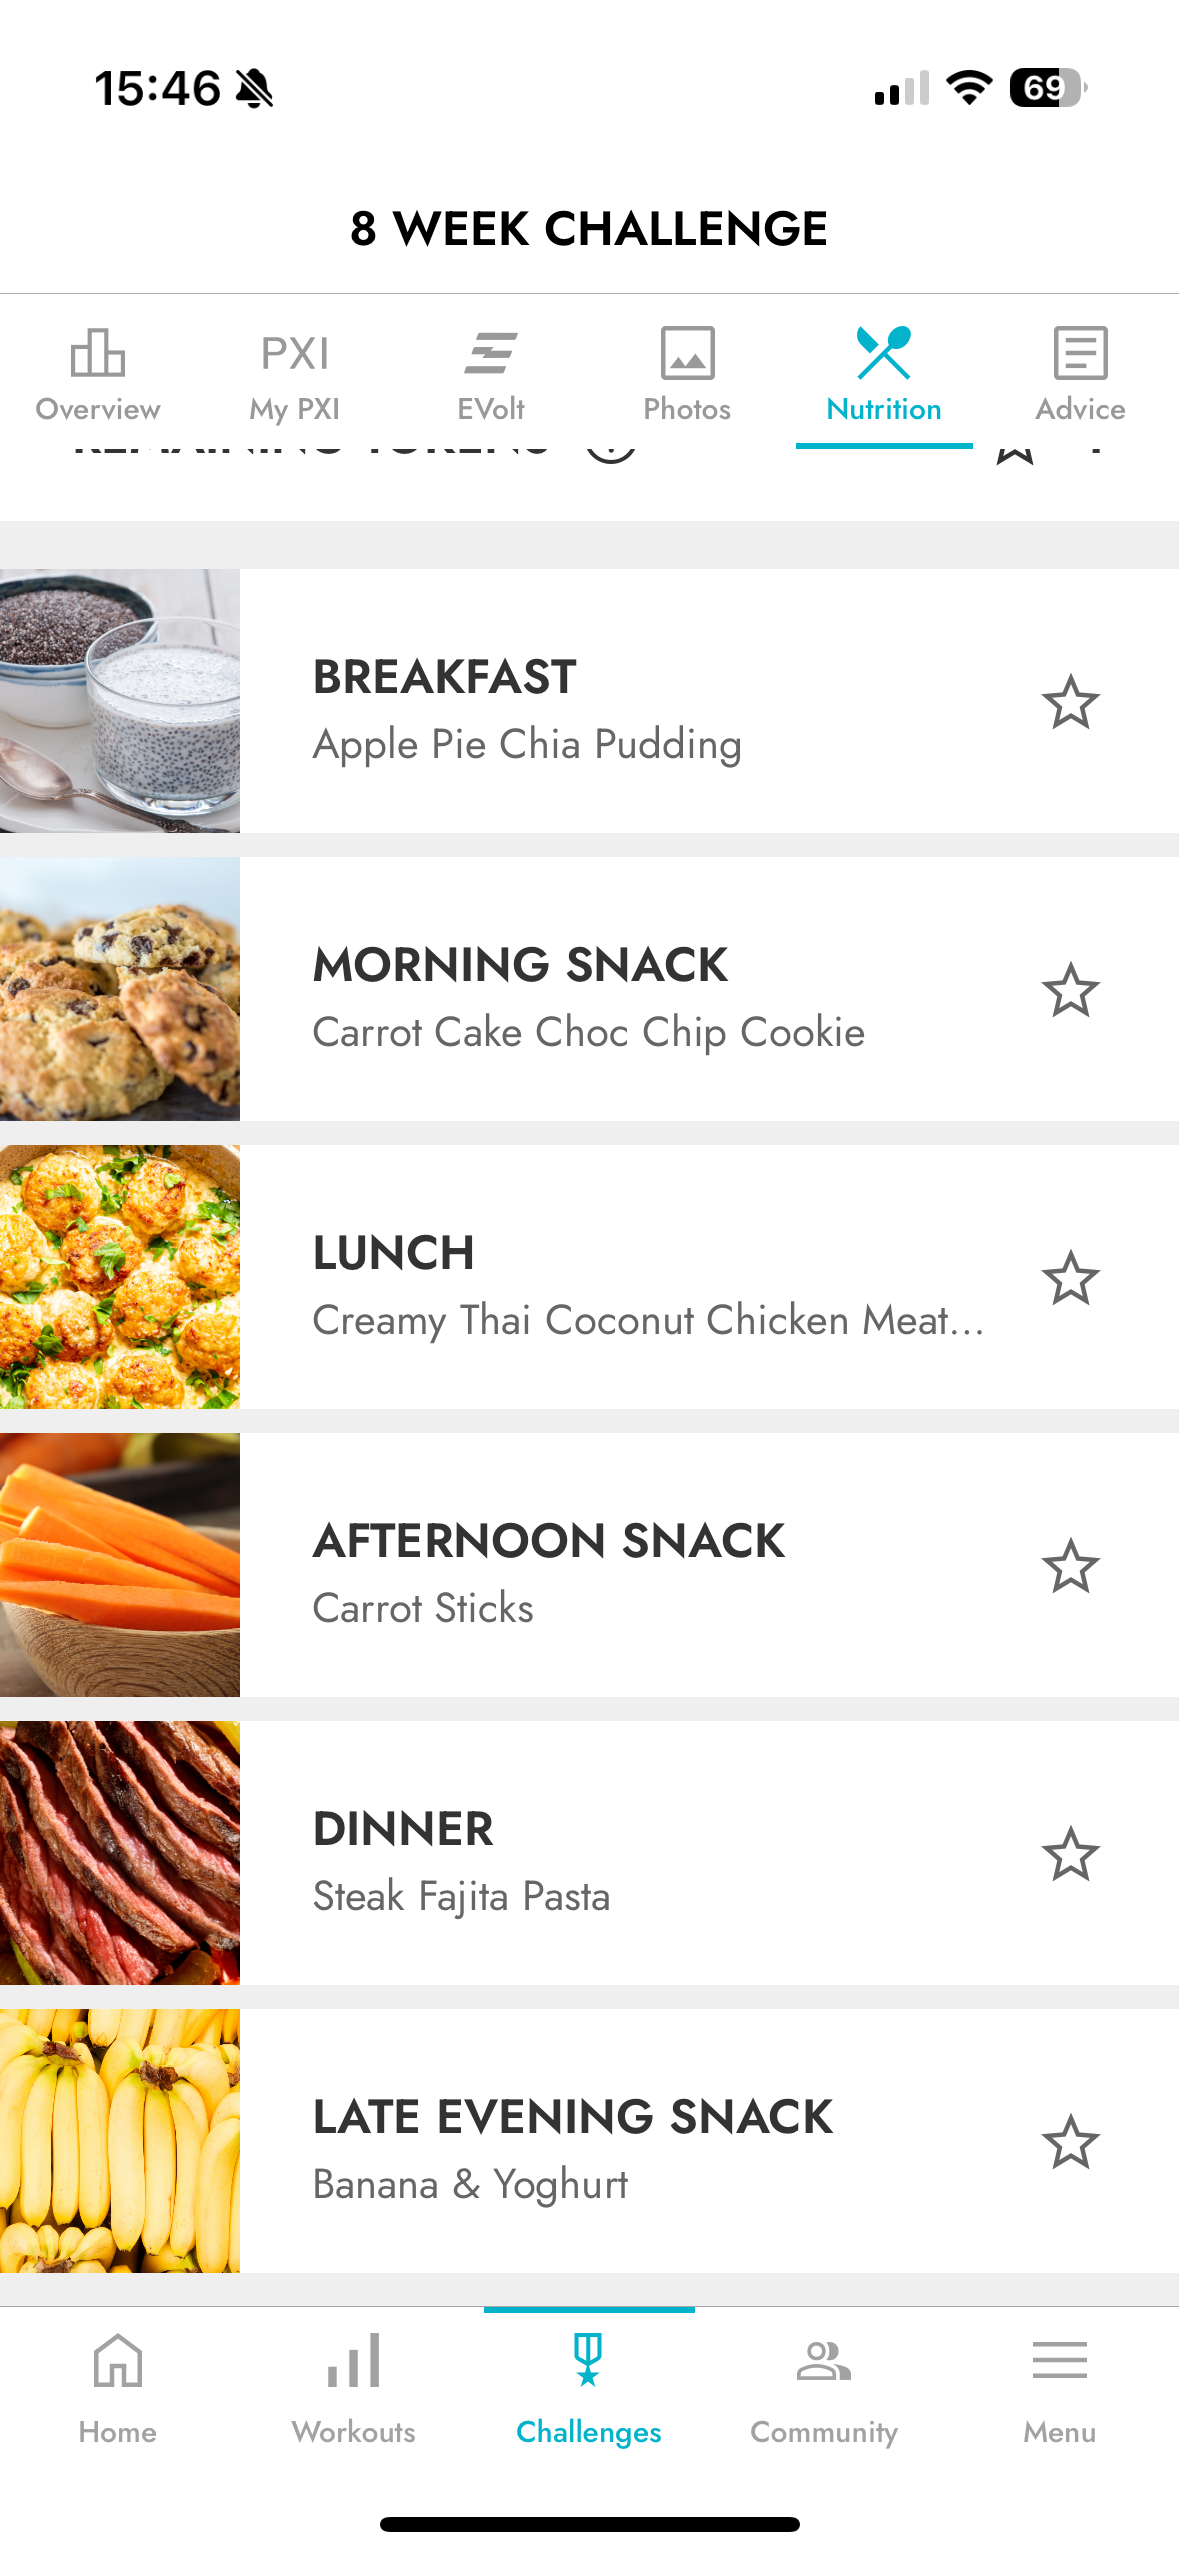 15:46
69
8 WEEK CHALLENGE
PXI
Overview My PXI EVolt Photos Nutrition Advice
REMAINING TOKENS
BREAKFAST
Apple Pie Chia Pudding
MORNING SNACK
Carrot Cake Choc Chip Cookie
LUNCH
Creamy Thai Coconut Chicken Meat...
AFTERNOON SNACK
Carrot Sticks
DINNER
Steak Fajita Pasta
LATE EVENING SNACK
Banana & Yoghurt
Home Workouts Challenges Community Menu